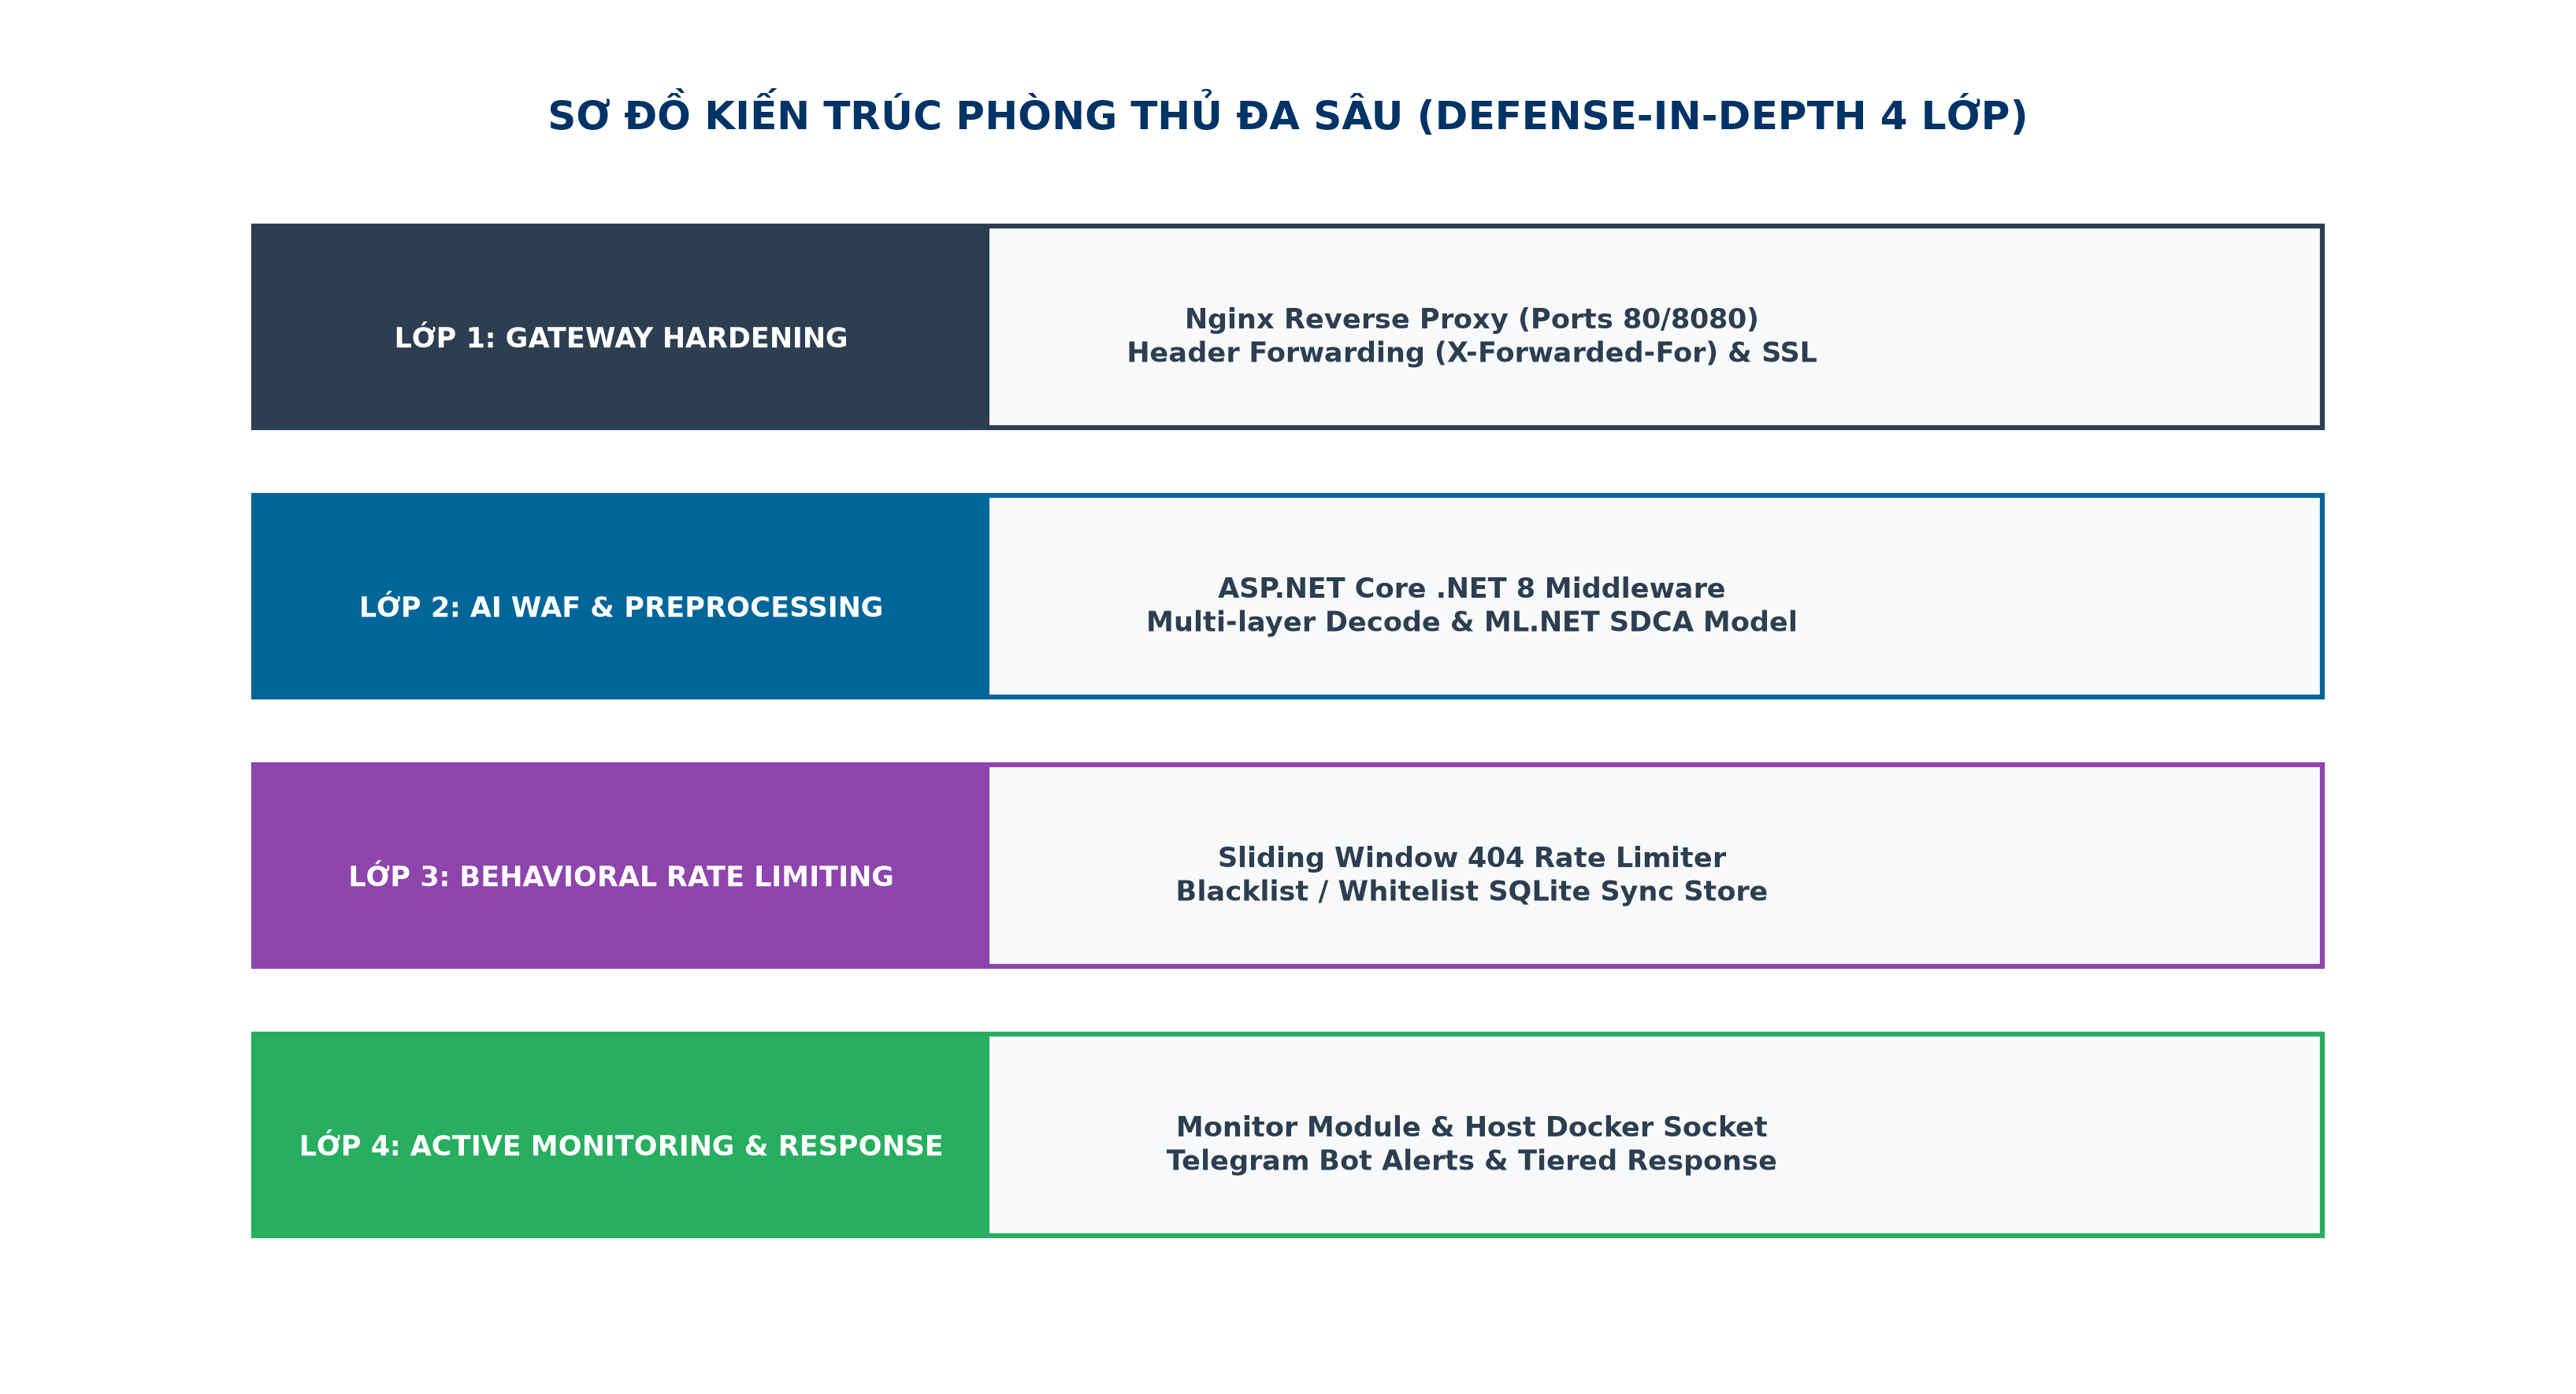 SƠ ĐỒ KIẾN TRÚC PHÒNG THỦ ĐA SÂU (DEFENSE-IN-DEPTH 4 LỚP)
LỚP 1: GATEWAY HARDENING
Nginx Reverse Proxy (Ports 80/8080)
Header Forwarding (X-Forwarded-For) & SSL
LỚP 2: AI WAF & PREPROCESSING
ASP.NET Core .NET 8 Middleware
Multi-layer Decode & ML.NET SDCA Model
LỚP 3: BEHAVIORAL RATE LIMITING
Sliding Window 404 Rate Limiter
Blacklist / Whitelist SQLite Sync Store
LỚP 4: ACTIVE MONITORING & RESPONSE
Monitor Module & Host Docker Socket
Telegram Bot Alerts & Tiered Response